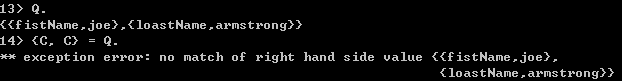 13> Q.
{{fistName,joe},{loastName,armstrong}}
14> {C, C} = Q.
** exception error: no match of right hand side value {{fistName,joe},
{loastName,armstrong}}